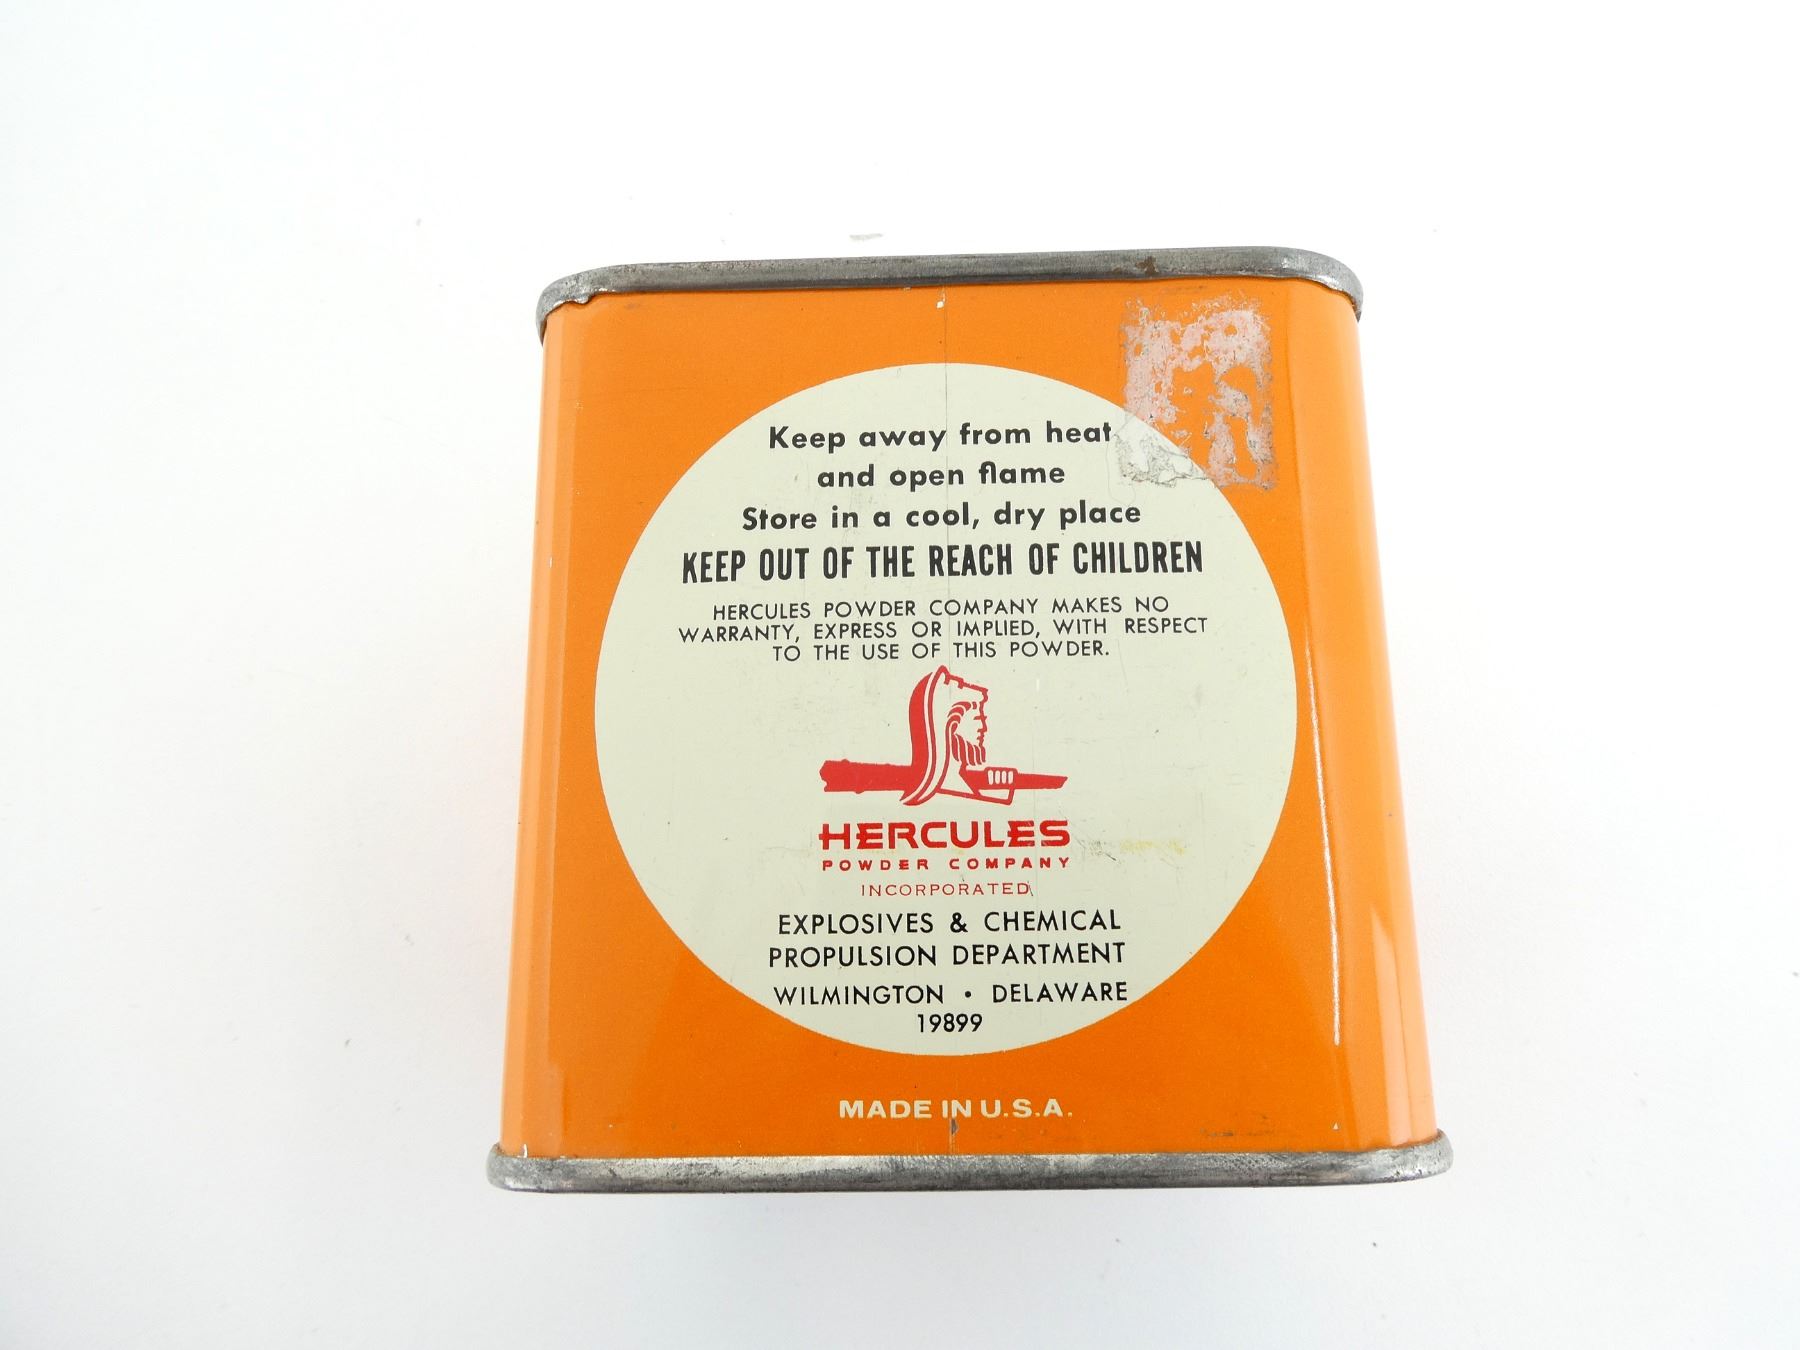 Keep away from heat
and open flame
Store in a cool, dry place
KEEP OUT OF THE REACH OF CHILDREN
HERCULES POWDER COMPANY MAKES NO
WARRANTY, EXPRESS OR IMPLIED, WITH RESPECT
TO THE USE OF THIS POWDER.
HERCULES
POWDER COMPANY
INCORPORATED
EXPLOSIVES & CHEMICAL
PROPULSION DEPARTMENT
WILMINGTON • DELAWARE
19899
MADE IN U.S.A.